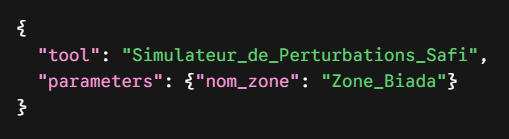 {
"tool": "Simulateur_de_Perturbations_Safi",
"parameters": {"nom_zone": "Zone_Biada"}
}